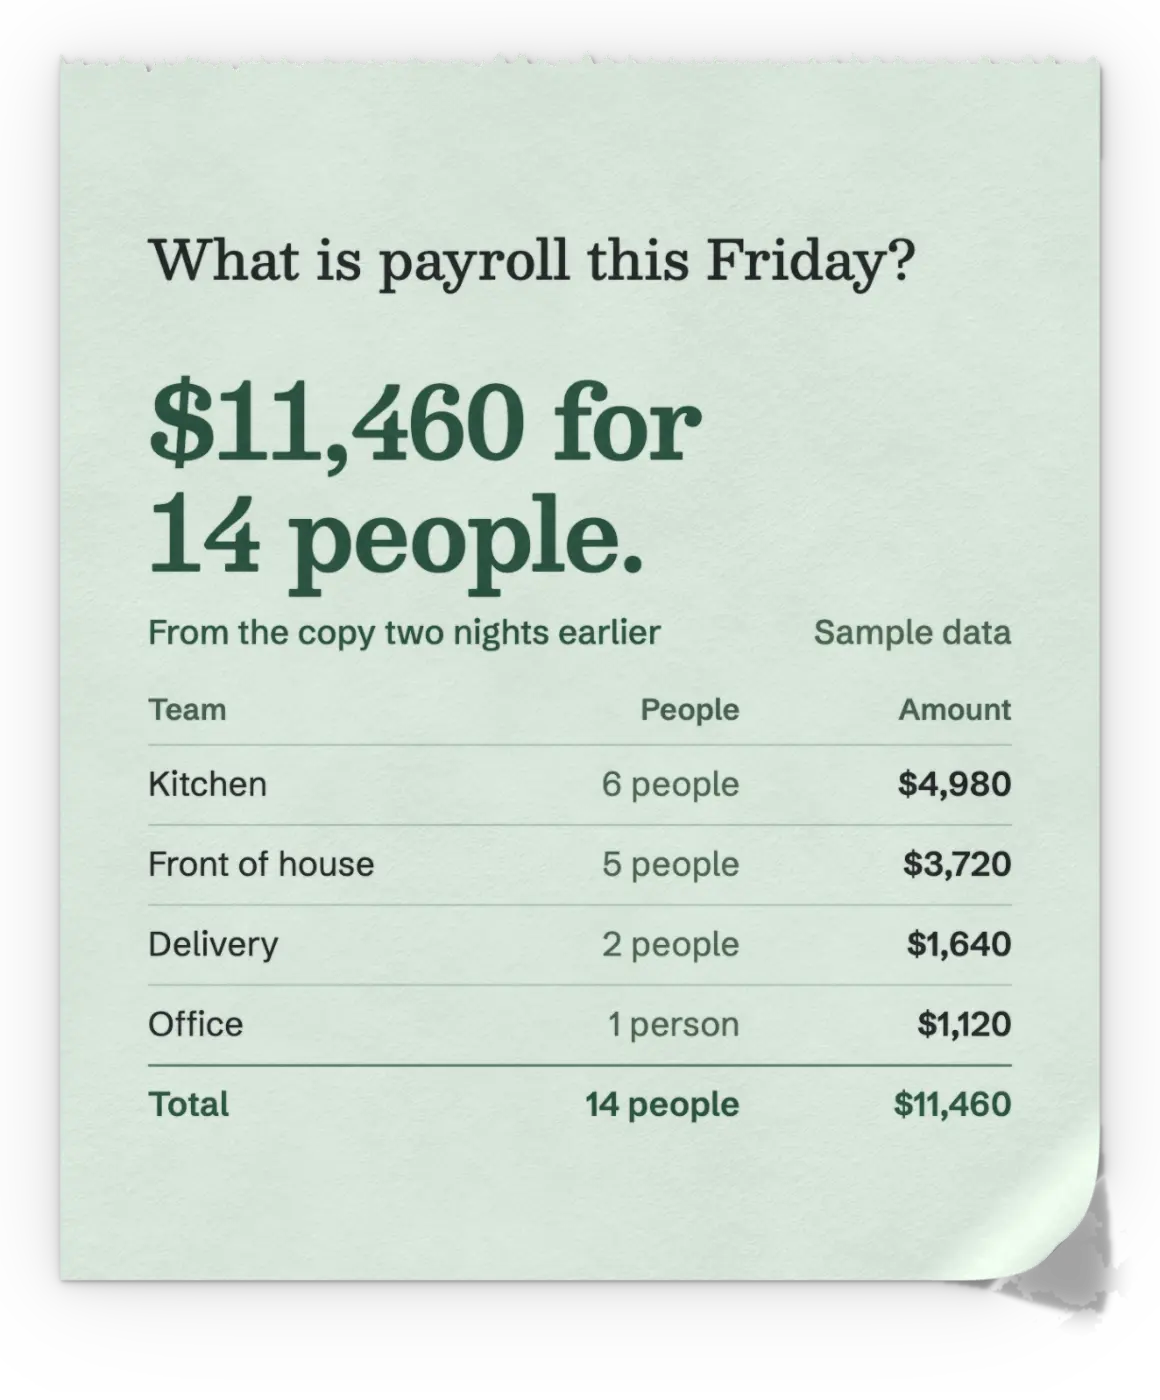 What is payroll this Friday?
$11,460 for
14 people.
From the copy two nights earlier Sample data
Team People Amount
Kitchen 6 people $4,980
Front of house 5 people $3,720
Delivery 2 people $1,640
Office 1 person $1,120
Total 14 people $11,460